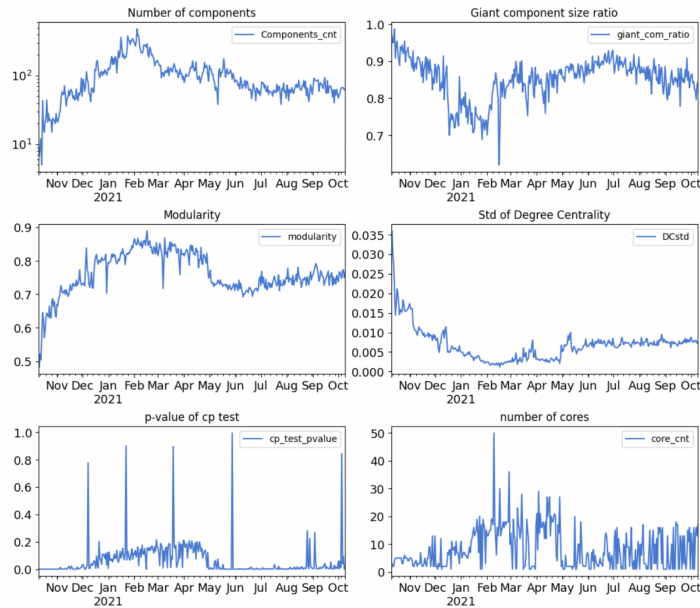 Number of components
Components_cnt
10²
10¹
Nov Dec Jan Feb Mar Apr May Jun Jul Aug Sep Oct
2021
Giant component size ratio
giant_com_ratio
1.0
0.9
0.8
0.7
Nov Dec Jan Feb Mar Apr May Jun Jul Aug Sep Oct
2021
Modularity
modularity
0.9
0.8
0.7
0.6
0.5
Nov Dec Jan Feb Mar Apr May Jun Jul Aug Sep Oct
2021
Std of Degree Centrality
DCstd
0.035
0.030
0.025
0.020
0.015
0.010
0.005
0.000
Nov Dec Jan Feb Mar Apr May Jun Jul Aug Sep Oct
2021
p-value of cp test
cp_test_pvalue
1.0
0.8
0.6
0.4
0.2
0.0
Nov Dec Jan Feb Mar Apr May Jun Jul Aug Sep Oct
2021
number of cores
core_cnt
50
40
30
20
10
0
Nov Dec Jan Feb Mar Apr May Jun Jul Aug Sep Oct
2021